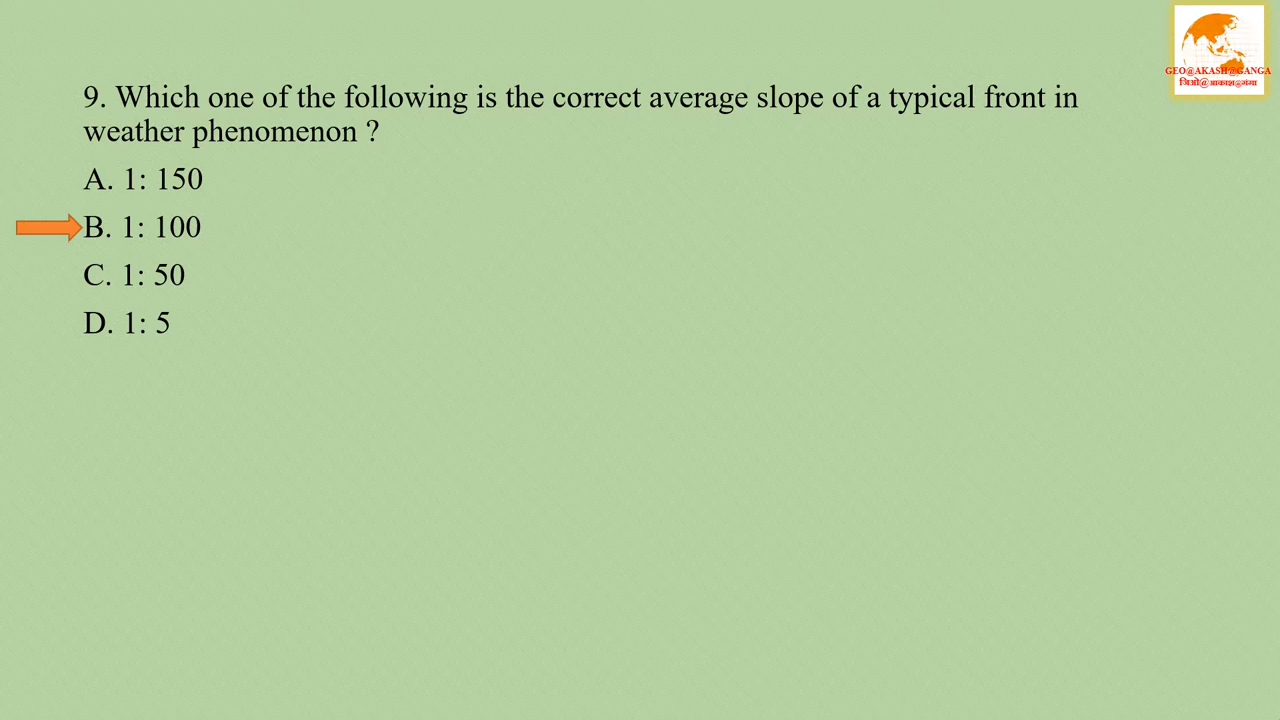 GEO@AKASH@GANGA
जिओ@आकाश@गंगा
9. Which one of the following is the correct average slope of a typical front in
weather phenomenon ?
A. 1: 150
B. 1: 100
C. 1: 50
D. 1: 5